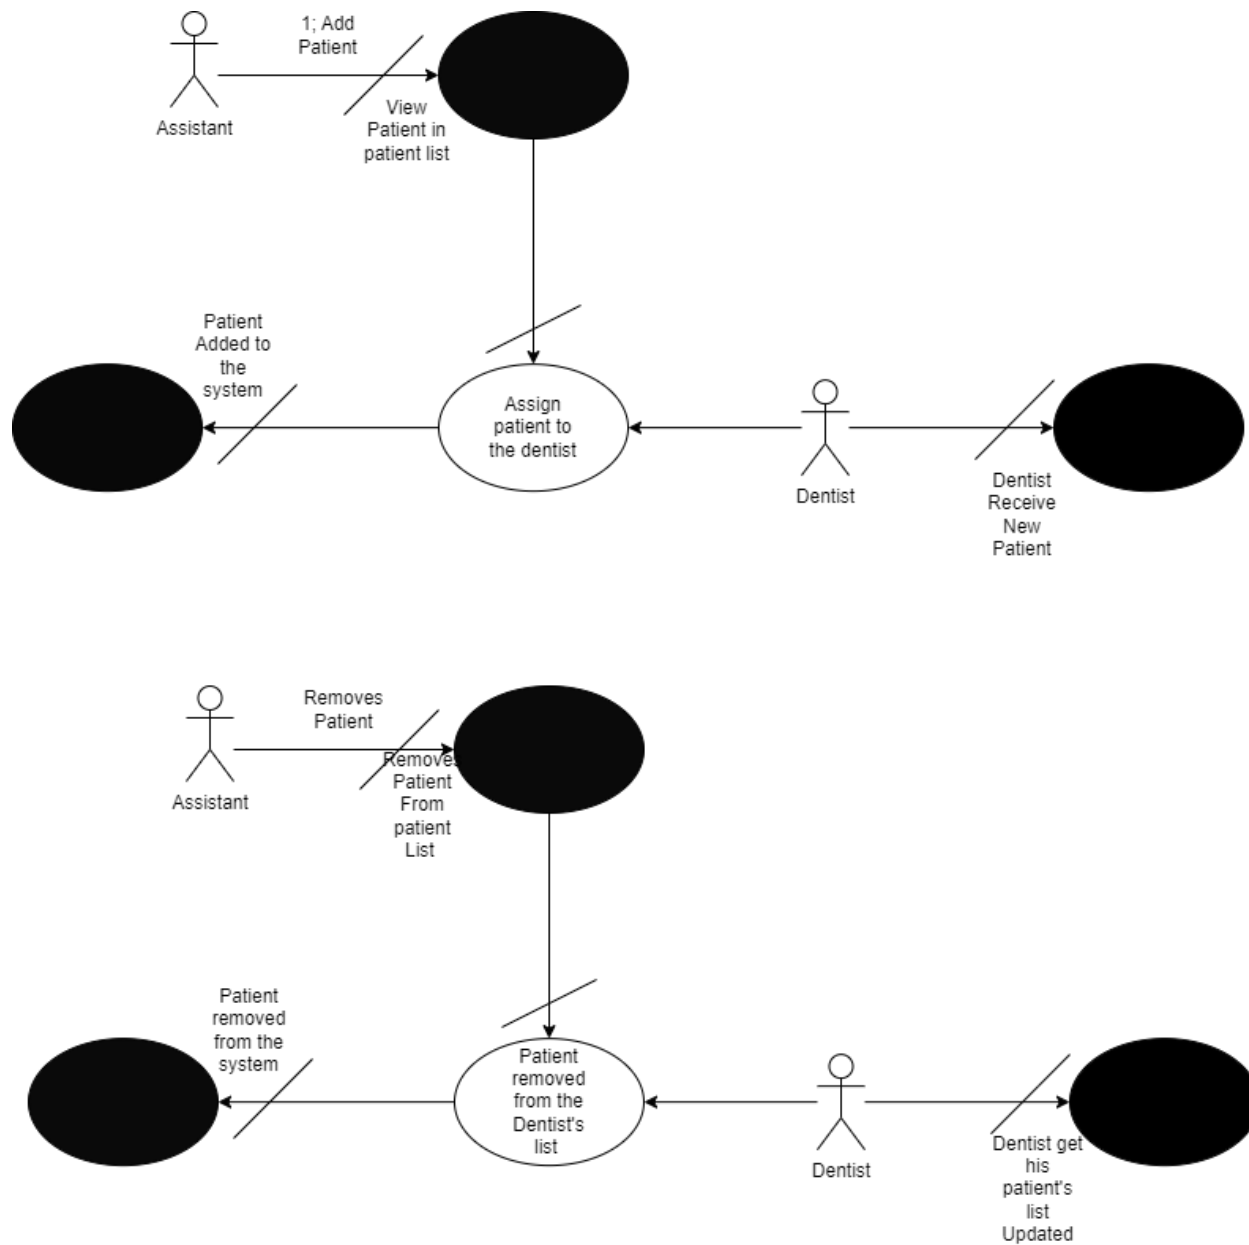 1; Add
Patient
Assistant
View
Patient in
patient list
Patient
Added to
the
system
Assign
patient to
the dentist
Dentist
Dentist
Receive
New
Patient
Removes
Patient
Assistant
Removes
Patient
From
patient
List
Patient
removed
from the
system
Patient
removed
from the
Dentist's
list
Dentist
Dentist get
his
patient's
list
Updated